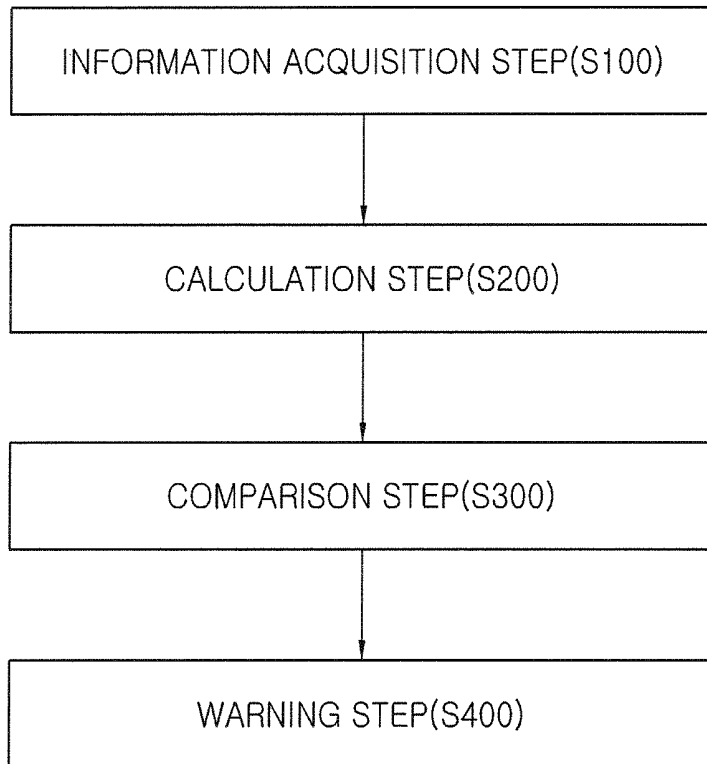 INFORMATION ACQUISITION STEP(S100)
CALCULATION STEP(S200)
COMPARISON STEP(S300)
WARNING STEP(S400)